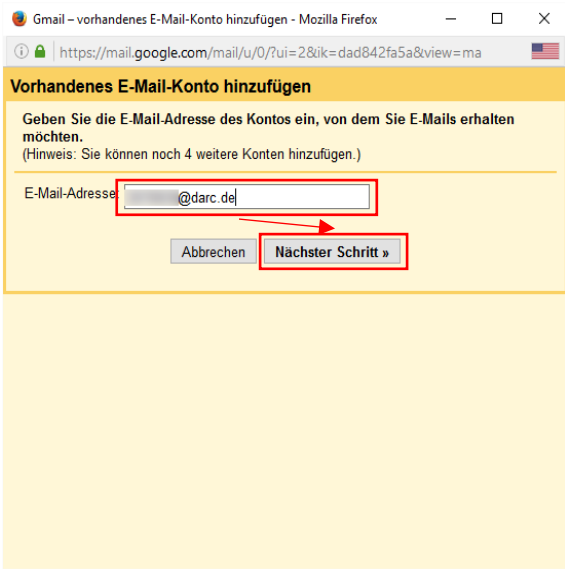 Gmail – vorhandenes E-Mail-Konto hinzufügen - Mozilla Firefox
https://mail.google.com/mail/u/0/?ui=2&ik=dad842fa5a&view=ma
Vorhandenes E-Mail-Konto hinzufügen
Geben Sie die E-Mail-Adresse des Kontos ein, von dem Sie E-Mails erhalten
möchten.
(Hinweis: Sie können noch 4 weitere Konten hinzufügen.)
E-Mail-Adresse: @darc.de
Abbrechen Nächster Schritt »